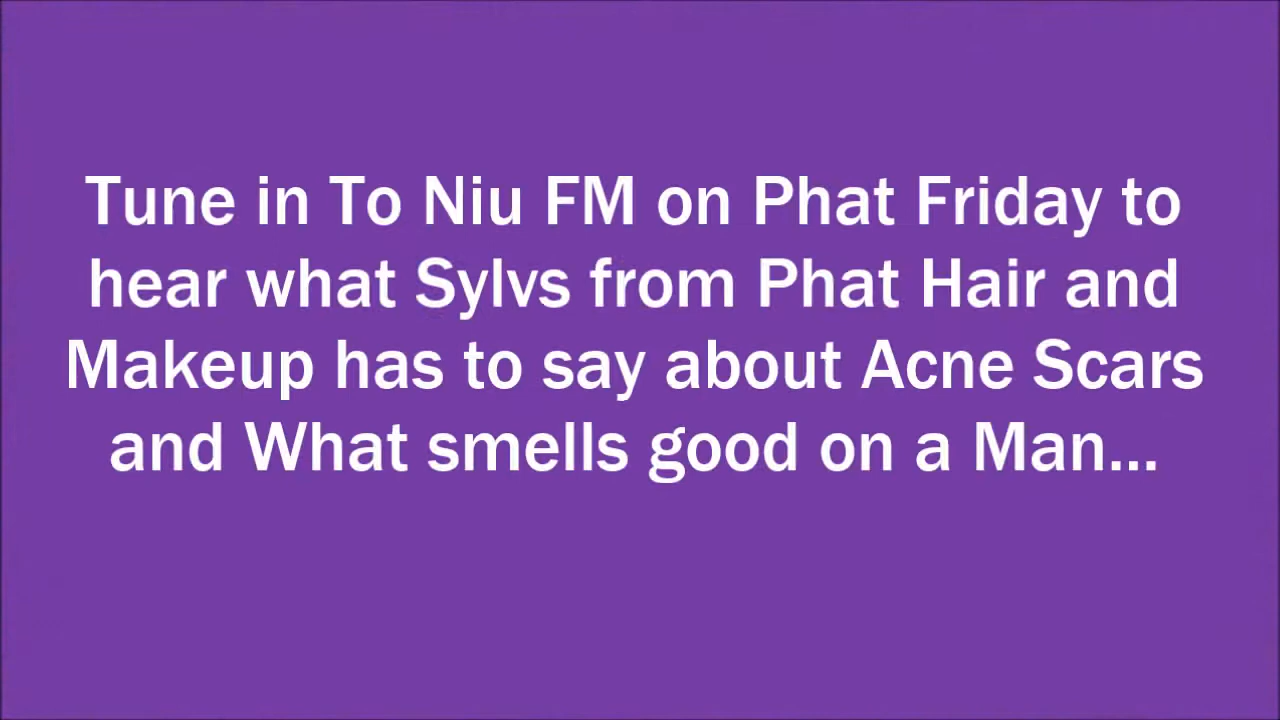 Tune in To Niu FM on Phat Friday to
hear what Sylvs from Phat Hair and
Makeup has to say about Acne Scars
and What smells good on a Man...